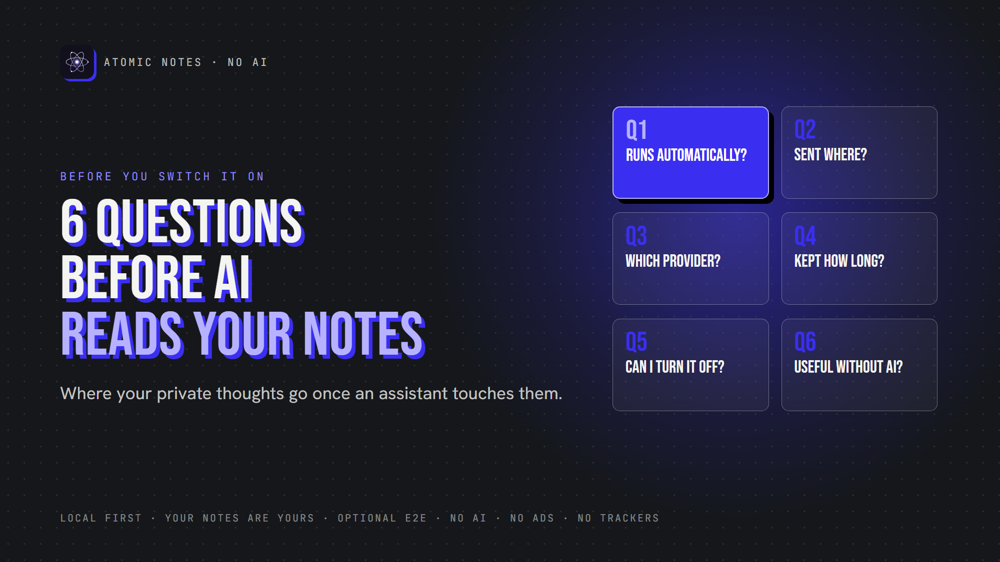 ATOMIC NOTES · NO AI
BEFORE YOU SWITCH IT ON
6 QUESTIONS
BEFORE AI
READS YOUR NOTES
Where your private thoughts go once an assistant touches them.
Q1
RUNS AUTOMATICALLY?
Q2
SENT WHERE?
Q3
WHICH PROVIDER?
Q4
KEPT HOW LONG?
Q5
CAN I TURN IT OFF?
Q6
USEFUL WITHOUT AI?
LOCAL FIRST · YOUR NOTES ARE YOURS · OPTIONAL E2E · NO AI · NO ADS · NO TRACKERS